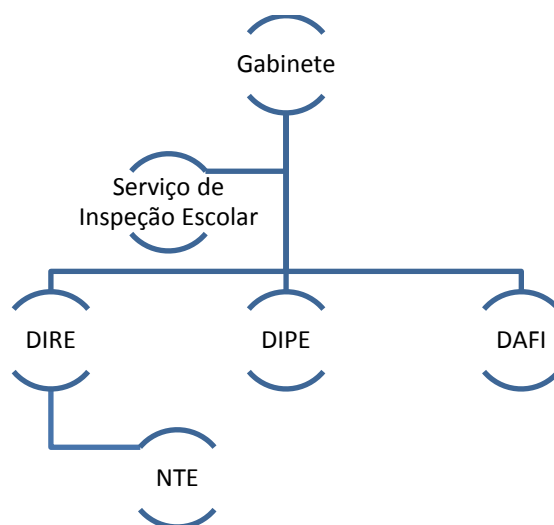 Gabinete
Serviço de
Inspeção Escolar
DIRE
DIPE
DAFI
NTE